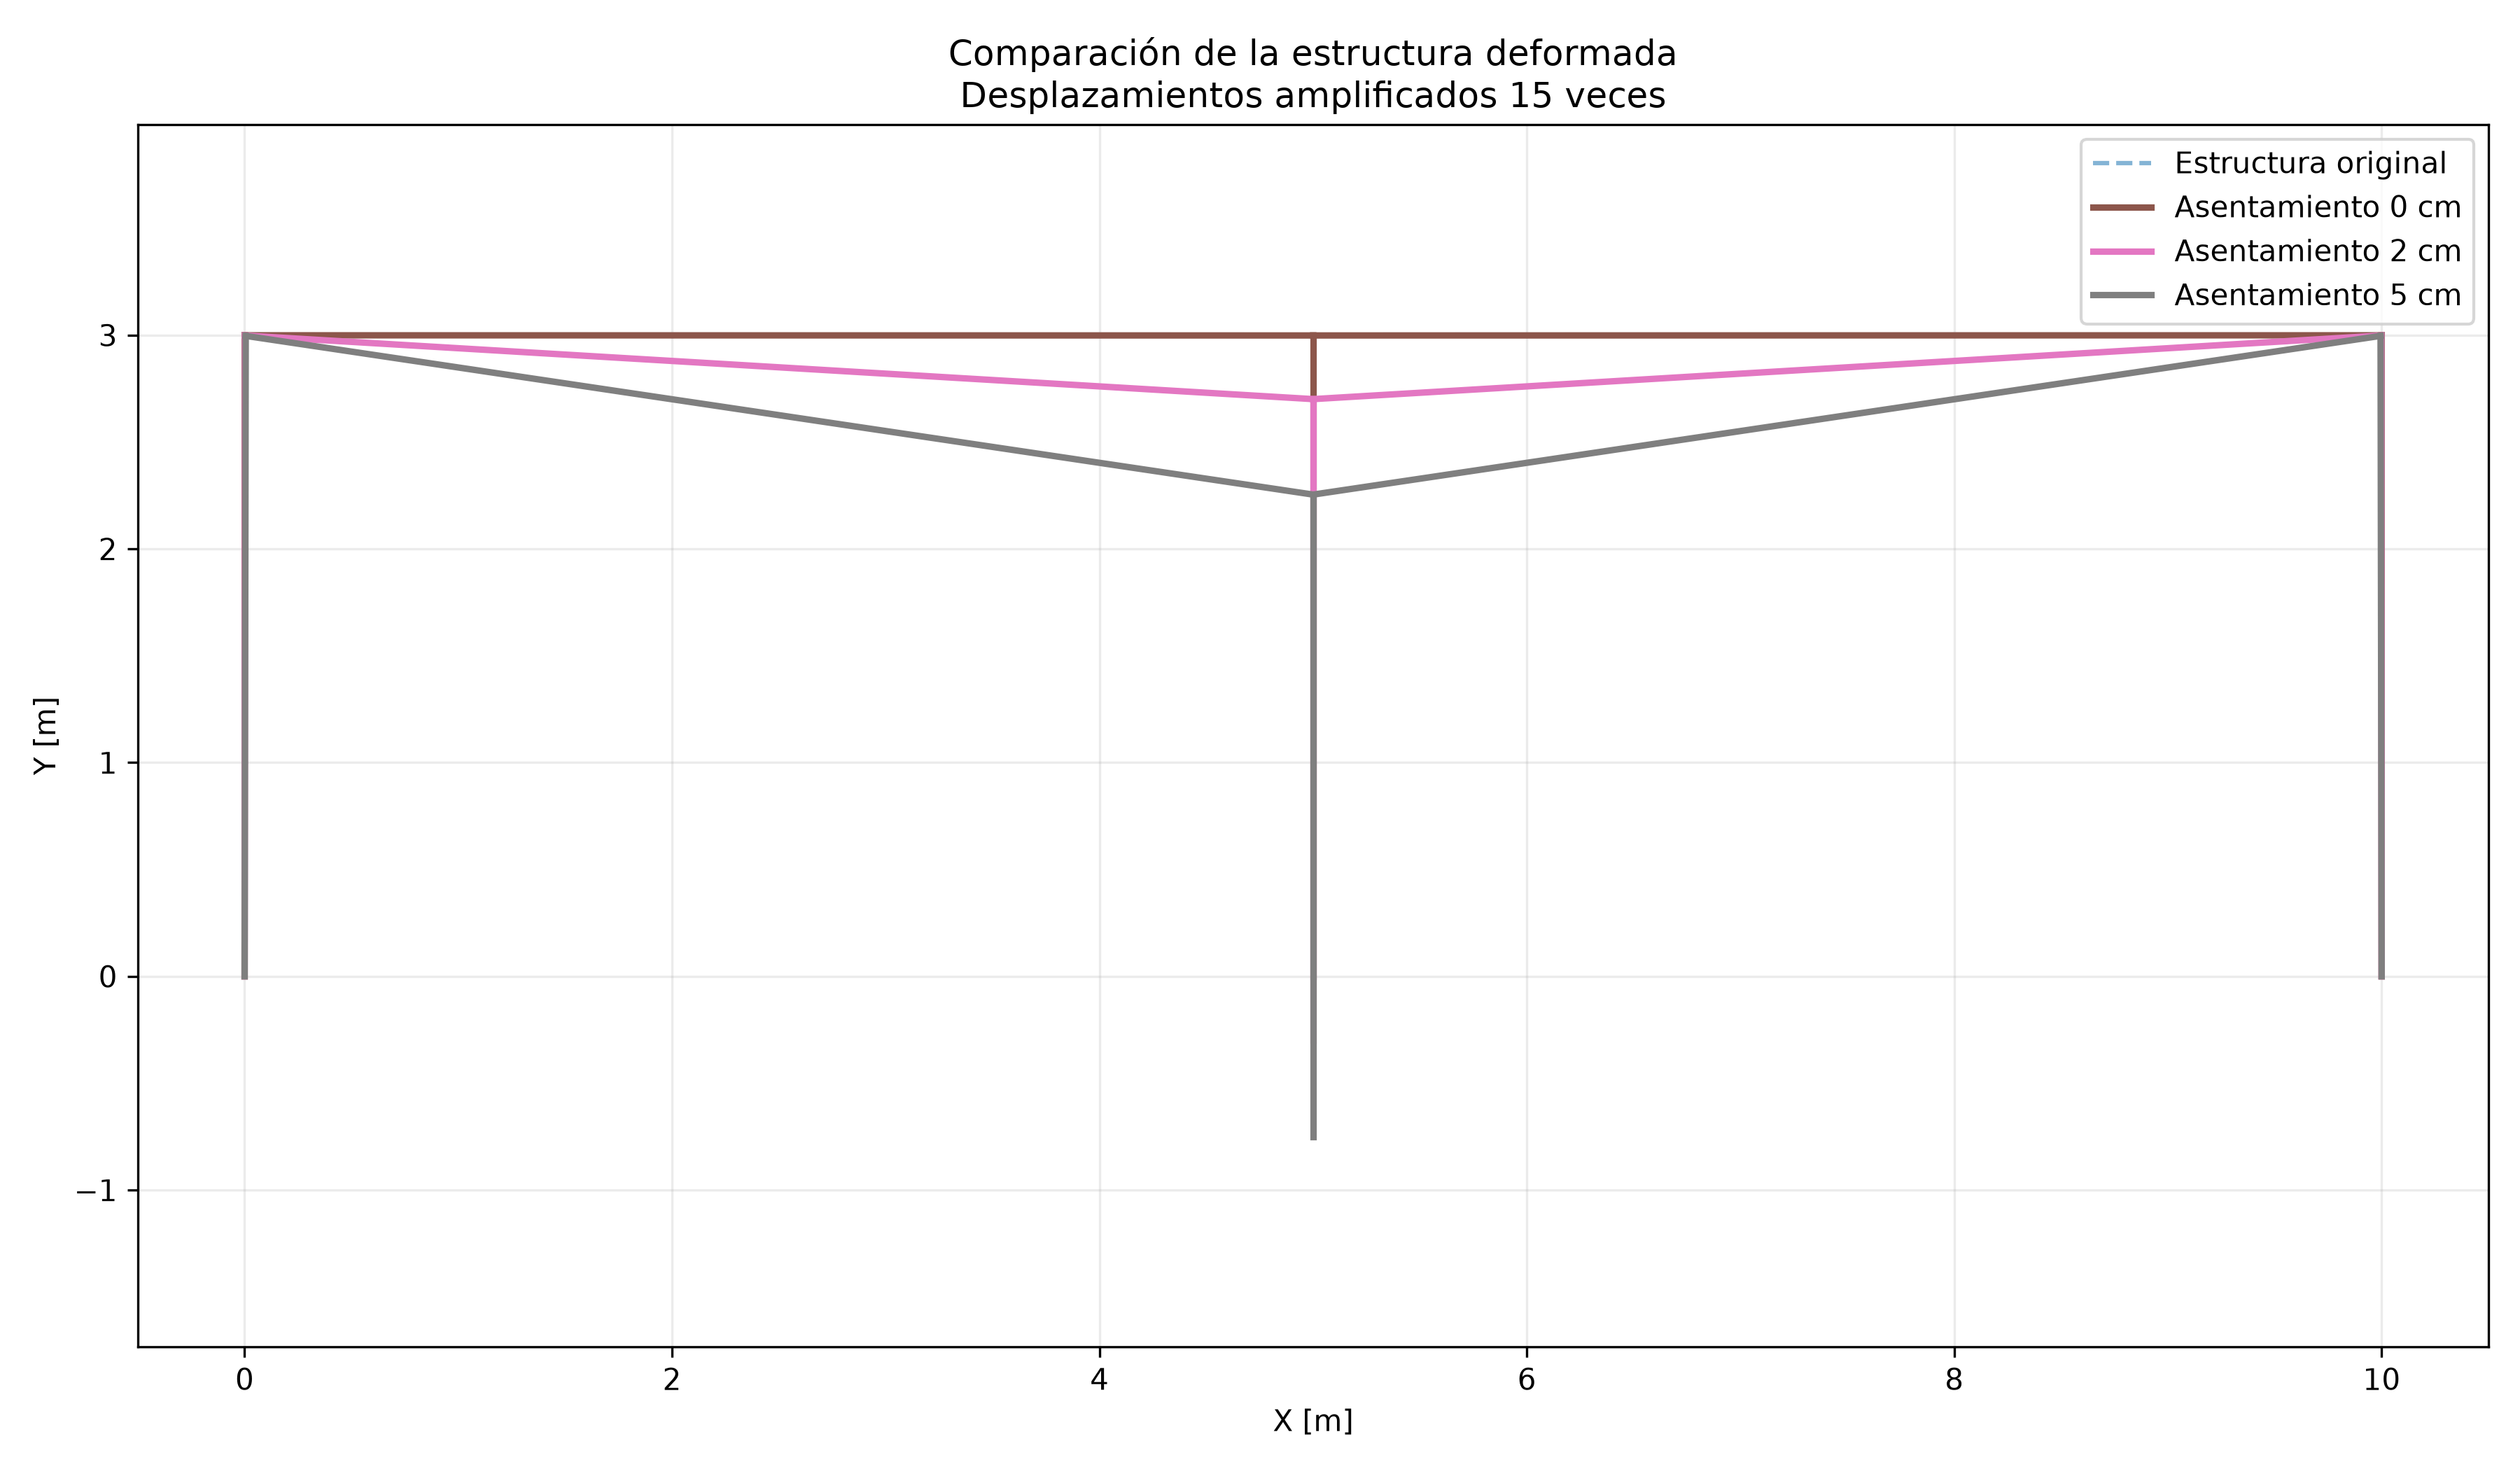 Comparación de la estructura deformada
Desplazamientos amplificados 15 veces
Estructura original
Asentamiento 0 cm
Asentamiento 2 cm
Asentamiento 5 cm
Y [m]
3
2
1
0
−1
0 2 4 6 8 10
X [m]